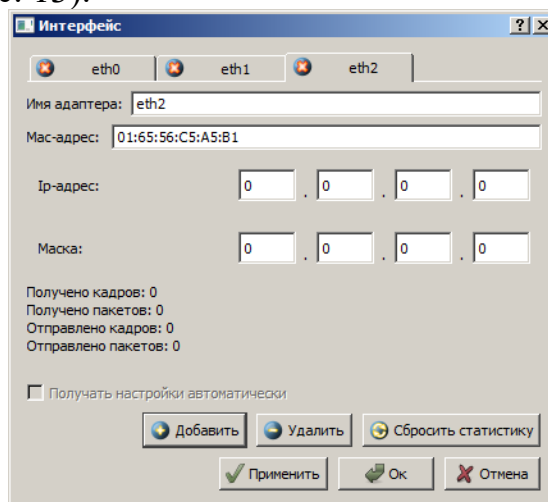 с. 13).
Интерфейс
eth0 eth1 eth2
Имя адаптера: eth2
Mac-адрес: 01:65:56:C5:A5:B1
Ip-адрес: 0 . 0 . 0 . 0
Маска: 0 . 0 . 0 . 0
Получено кадров: 0
Получено пакетов: 0
Отправлено кадров: 0
Отправлено пакетов: 0
Получать настройки автоматически
Добавить Удалить Сбросить статистику
Применить Ок Отмена